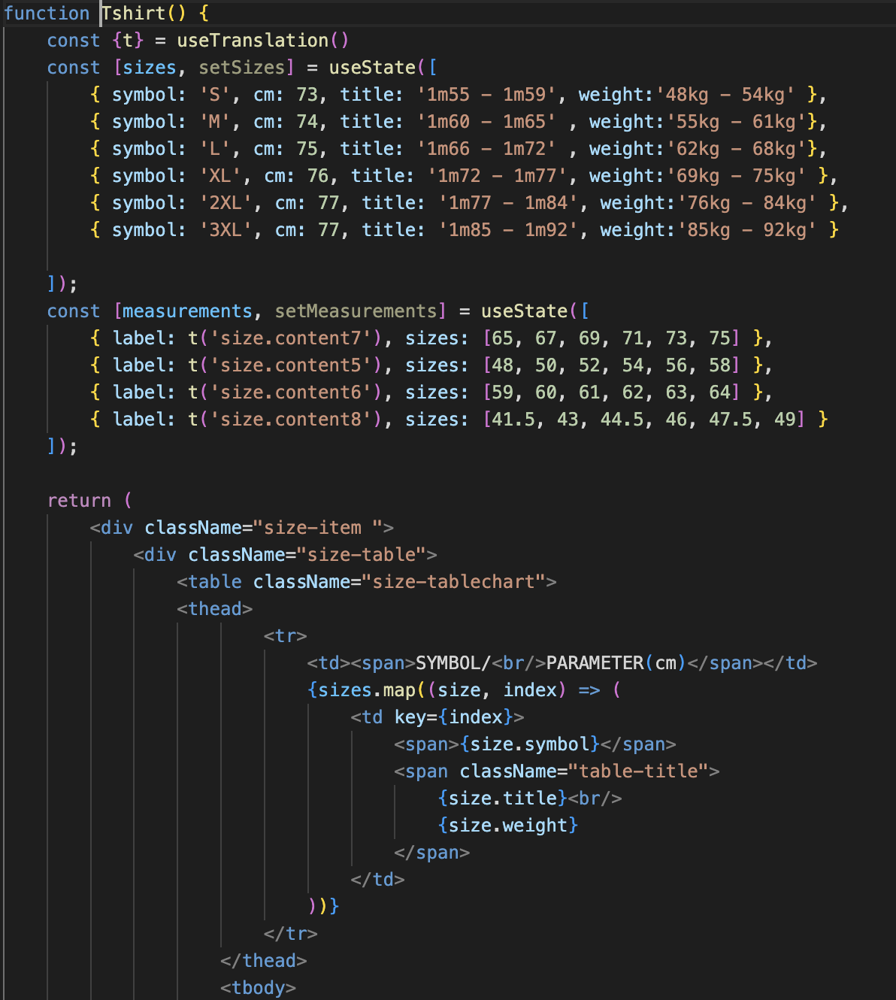 function Tshirt() {
    const {t} = useTranslation()
    const [sizes, setSizes] = useState([
        { symbol: 'S', cm: 73, title: '1m55 - 1m59', weight:'48kg - 54kg' },
        { symbol: 'M', cm: 74, title: '1m60 - 1m65' , weight:'55kg - 61kg'},
        { symbol: 'L', cm: 75, title: '1m66 - 1m72' , weight:'62kg - 68kg'},
        { symbol: 'XL', cm: 76, title: '1m72 - 1m77', weight:'69kg - 75kg' },
        { symbol: '2XL', cm: 77, title: '1m77 - 1m84', weight:'76kg - 84kg' },
        { symbol: '3XL', cm: 77, title: '1m85 - 1m92', weight:'85kg - 92kg' }
    ]);
    const [measurements, setMeasurements] = useState([
        { label: t('size.content7'), sizes: [65, 67, 69, 71, 73, 75] },
        { label: t('size.content5'), sizes: [48, 50, 52, 54, 56, 58] },
        { label: t('size.content6'), sizes: [59, 60, 61, 62, 63, 64] },
        { label: t('size.content8'), sizes: [41.5, 43, 44.5, 46, 47.5, 49] }
    ]);
    return (
        <div className="size-item ">
            <div className="size-table">
                <table className="size-tablechart">
                <thead>
                        <tr>
                            <td><span>SYMBOL/<br/>PARAMETER(cm)</span></td>
                            {sizes.map((size, index) => (
                                <td key={index}>
                                    <span>{size.symbol}</span>
                                    <span className="table-title">
                                        {size.title}<br/>
                                        {size.weight}
                                    </span>
                                </td>
                            ))}
                        </tr>
                    </thead>
                    <tbody>